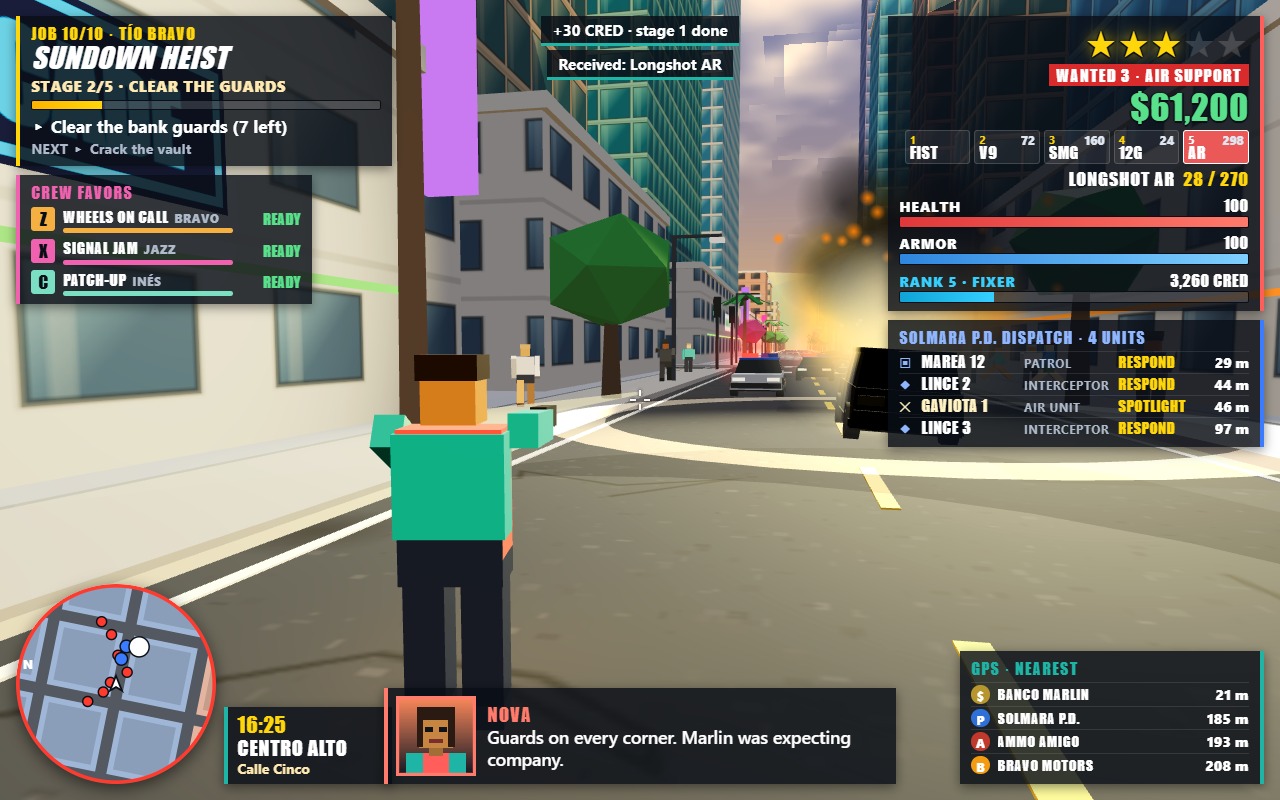 JOB 10/10 · TÍO BRAVO
SUNDOWN HEIST
STAGE 2/5 · CLEAR THE GUARDS
▸ Clear the bank guards (7 left)
NEXT ▸ Crack the vault
CREW FAVORS
Z WHEELS ON CALL BRAVO READY
X SIGNAL JAM JAZZ READY
C PATCH-UP INÉS READY
+30 CRED · stage 1 done
Received: Longshot AR
WANTED 3 · AIR SUPPORT
$61,200
1 FIST
2 V9 72
3 SMG 160
4 12G 24
5 AR 298
LONGSHOT AR 28 / 270
HEALTH 100
ARMOR 100
RANK 5 · FIXER 3,260 CRED
SOLMARA P.D. DISPATCH · 4 UNITS
MAREA 12 PATROL RESPOND 29 m
LINCE 2 INTERCEPTOR RESPOND 44 m
GAVIOTA 1 AIR UNIT SPOTLIGHT 46 m
LINCE 3 INTERCEPTOR RESPOND 97 m
N
16:25
CENTRO ALTO
Calle Cinco
NOVA
Guards on every corner. Marlin was expecting
company.
GPS · NEAREST
$ BANCO MARLIN 21 m
P SOLMARA P.D. 185 m
A AMMO AMIGO 193 m
B BRAVO MOTORS 208 m